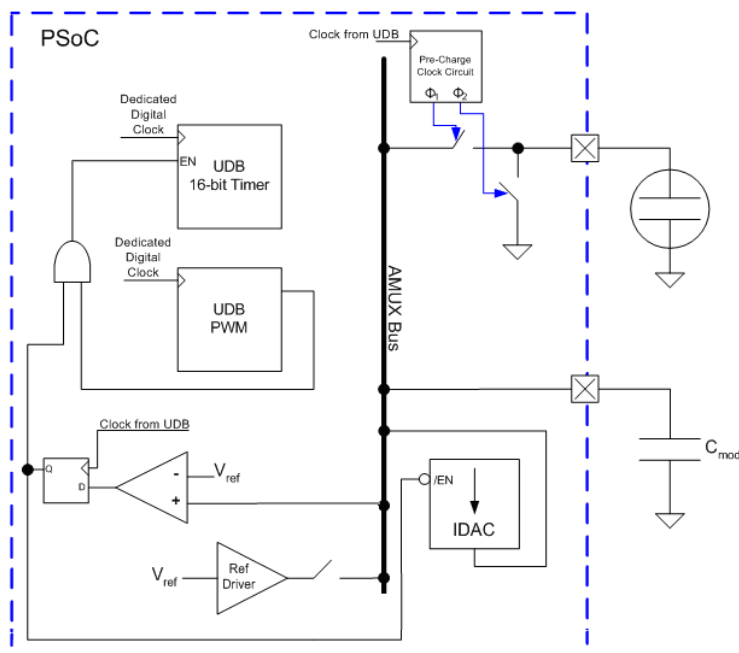 PSoC
Clock from UDB
Pre-Charge
Clock Circuit
Φ1 Φ2
Dedicated
Digital
Clock
EN
UDB
16-bit Timer
Dedicated
Digital
Clock
UDB
PWM
AMUX Bus
Clock from UDB
Q
D
-
+
Vref
/EN
IDAC
Cmod
Vref
Ref
Driver